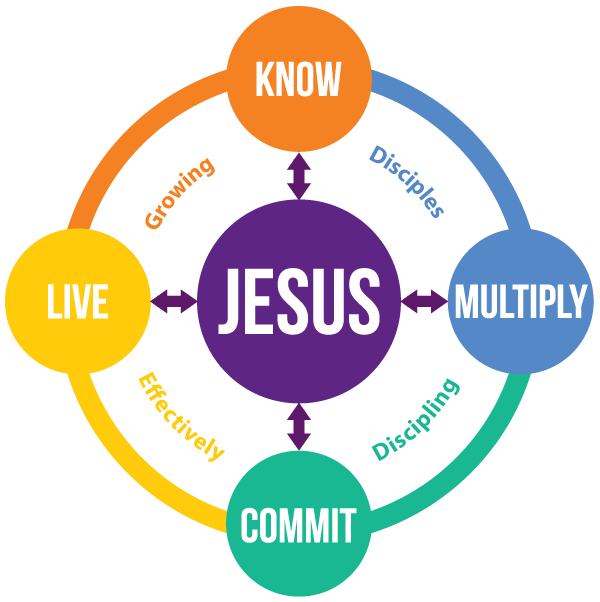 KNOW
Growing
Disciples
LIVE
JESUS
MULTIPLY
Effectively
Discipling
COMMIT